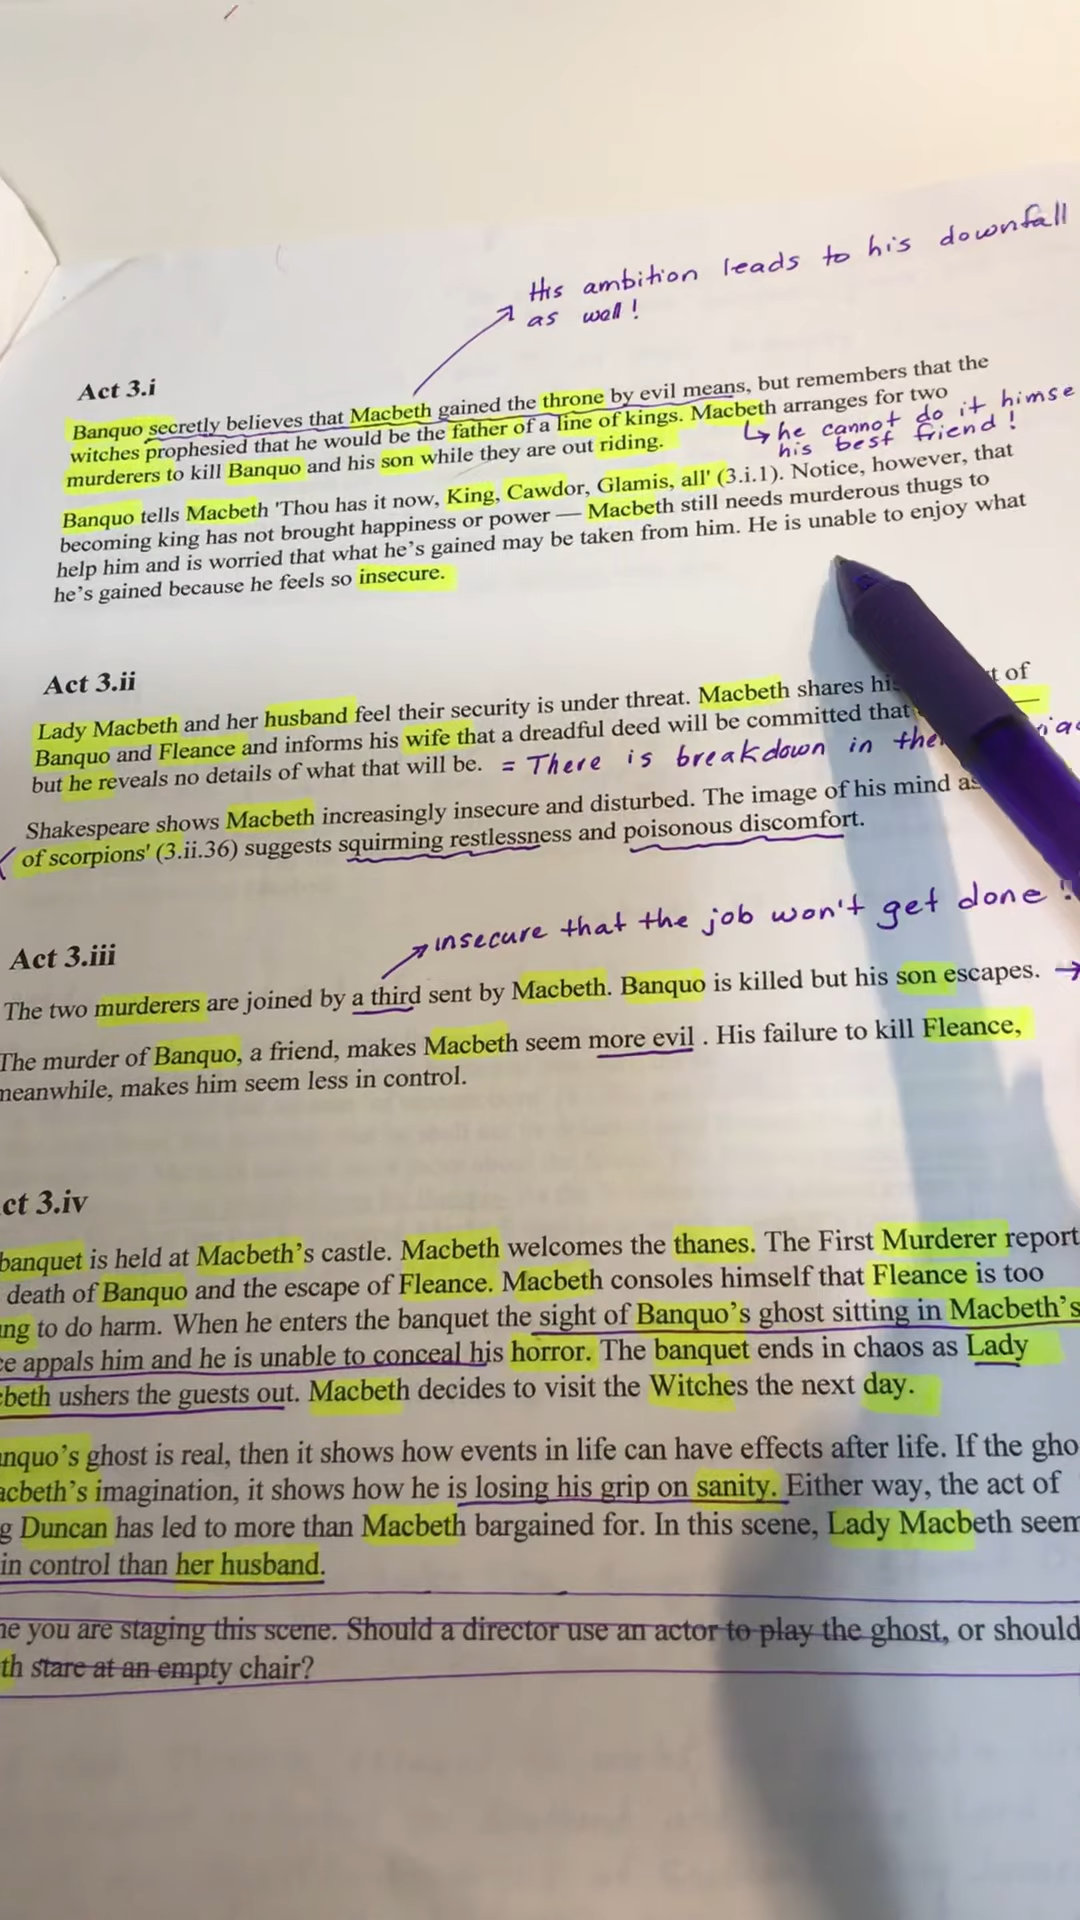 His ambition leads to his downfall
as well!
Act 3.i
Banquo secretly believes that Macbeth gained the throne by evil means, but remembers that the
witches prophesied that he would be the father of a line of kings. Macbeth arranges for two
↳ he cannot do it himse
his best friend!
murderers to kill Banquo and his son while they are out riding.
Banquo tells Macbeth 'Thou has it now, King, Cawdor, Glamis, all' (3.i.1). Notice, however, that
becoming king has not brought happiness or power — Macbeth still needs murderous thugs to
help him and is worried that what he's gained may be taken from him. He is unable to enjoy what
he's gained because he feels so insecure.
Act 3.ii
Lady Macbeth and her husband feel their security is under threat. Macbeth shares of
Banquo and Fleance and informs his wife that a dreadful deed will be committed that
but he reveals no details of what that will be. = There is breakdown in
Shakespeare shows Macbeth increasingly insecure and disturbed. The image of his mind as
of scorpions' (3.ii.36) suggests squirming restlessness and poisonous discomfort.
insecure that the job won't get done!
Act 3.iii
The two murderers are joined by a third sent by Macbeth. Banquo is killed but his son escapes. →
The murder of Banquo, a friend, makes Macbeth seem more evil . His failure to kill Fleance,
meanwhile, makes him seem less in control.
ct 3.iv
banquet is held at Macbeth's castle. Macbeth welcomes the thanes. The First Murderer report
death of Banquo and the escape of Fleance. Macbeth consoles himself that Fleance is too
ng to do harm. When he enters the banquet the sight of Banquo's ghost sitting in Macbeth's
ce appals him and he is unable to conceal his horror. The banquet ends in chaos as Lady
beth ushers the guests out. Macbeth decides to visit the Witches the next day.
nquo's ghost is real, then it shows how events in life can have effects after life. If the gho
acbeth's imagination, it shows how he is losing his grip on sanity. Either way, the act of
g Duncan has led to more than Macbeth bargained for. In this scene, Lady Macbeth seem
in control than her husband.
ne you are staging this scene. Should a director use an actor to play the ghost, or should
th stare at an empty chair?